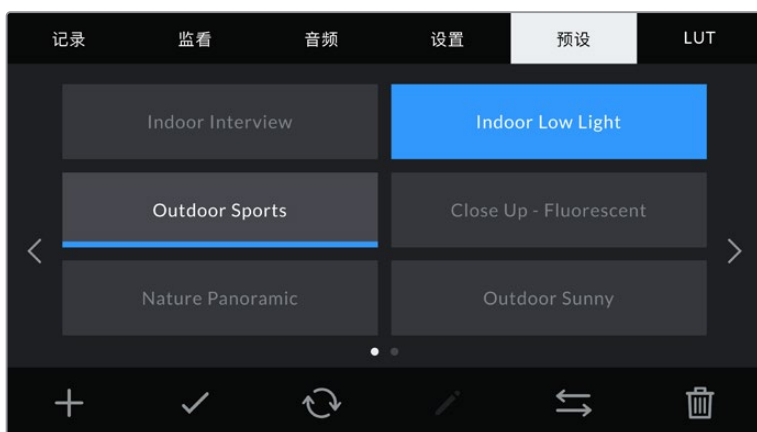 记录 监看 音频 设置 预设 LUT
Indoor Interview Indoor Low Light
Outdoor Sports Close Up - Fluorescent
Nature Panoramic Outdoor Sunny